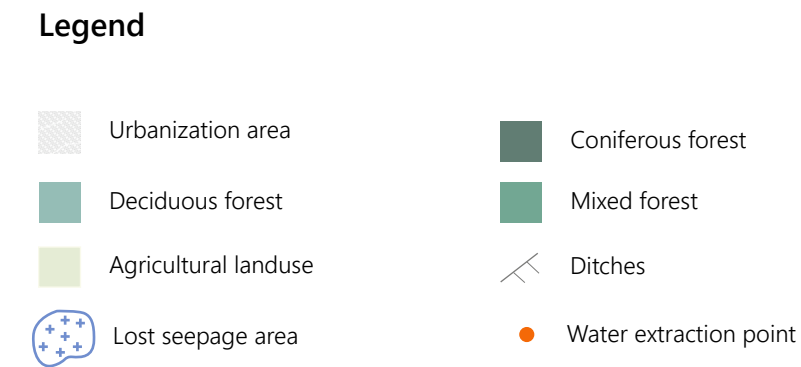 Legend
Urbanization area
Coniferous forest
Deciduous forest
Mixed forest
Agricultural landuse
Ditches
Lost seepage area
Water extraction point